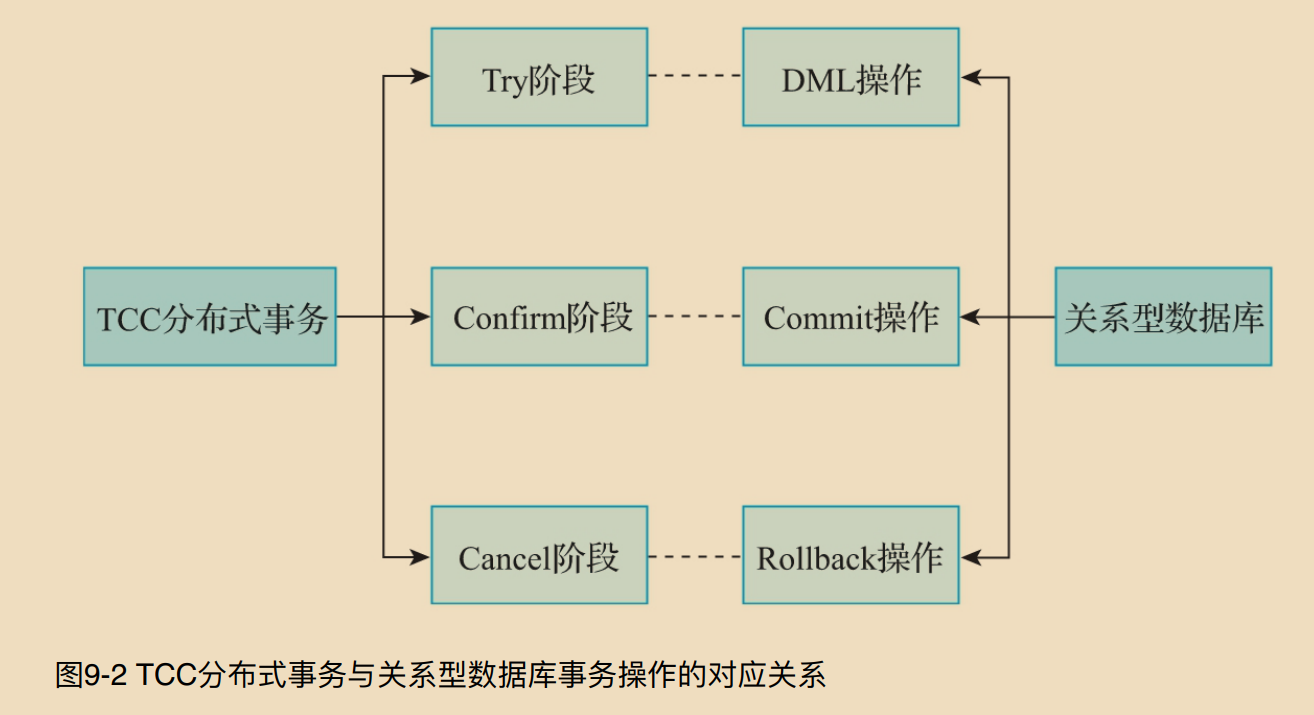 Try阶段
DML操作
TCC分布式事务
Confirm阶段
Commit操作
关系型数据库
Cancel阶段
Rollback操作
图9-2 TCC分布式事务与关系型数据库事务操作的对应关系